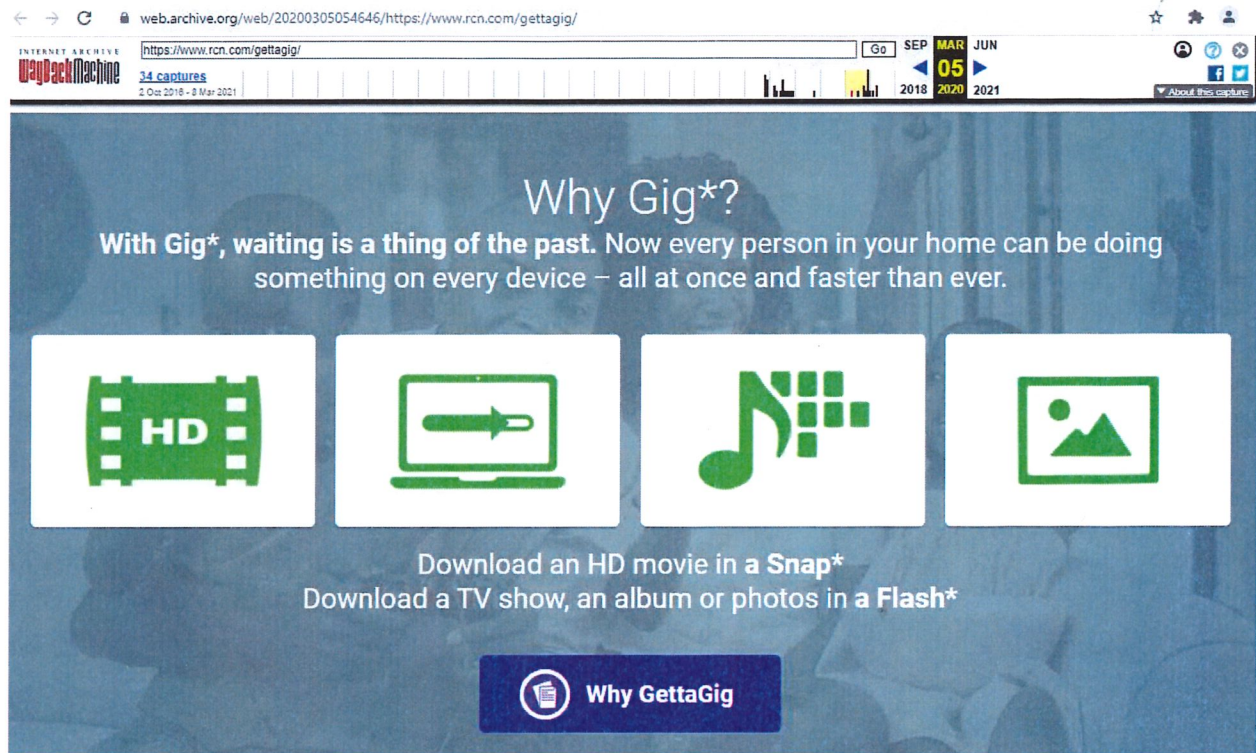 web.archive.org/web/20200305054646/https://www.rcn.com/gettagig/
INTERNET ARCHIVE
WayBackMachine
https://www.rcn.com/gettagig/
Go
SEP MAR JUN
34 captures
05
2 Oct 2016 - 8 Mar 2021
2018 2020 2021
About this capture
Why Gig*?
With Gig*, waiting is a thing of the past. Now every person in your home can be doing
something on every device – all at once and faster than ever.
HD
Download an HD movie in a Snap*
Download a TV show, an album or photos in a Flash*
Why GettaGig